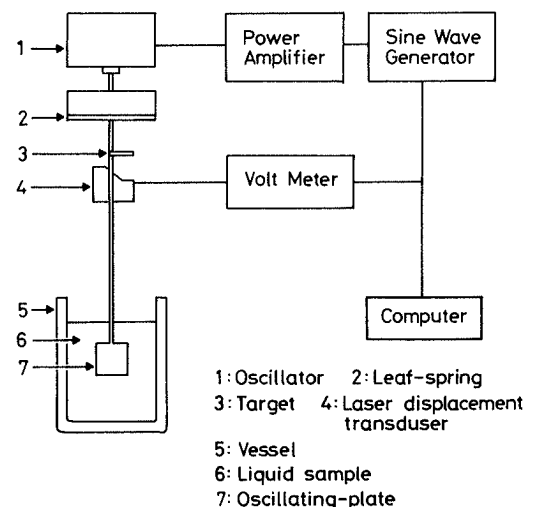 1
Power
Amplifier
Sine Wave
Generator
2
3
4
Volt Meter
5
6
7
Computer
1:Oscillator 2:Leaf-spring
3:Target 4:Laser displacement
transduser
5:Vessel
6:Liquid sample
7:Oscillating-plate